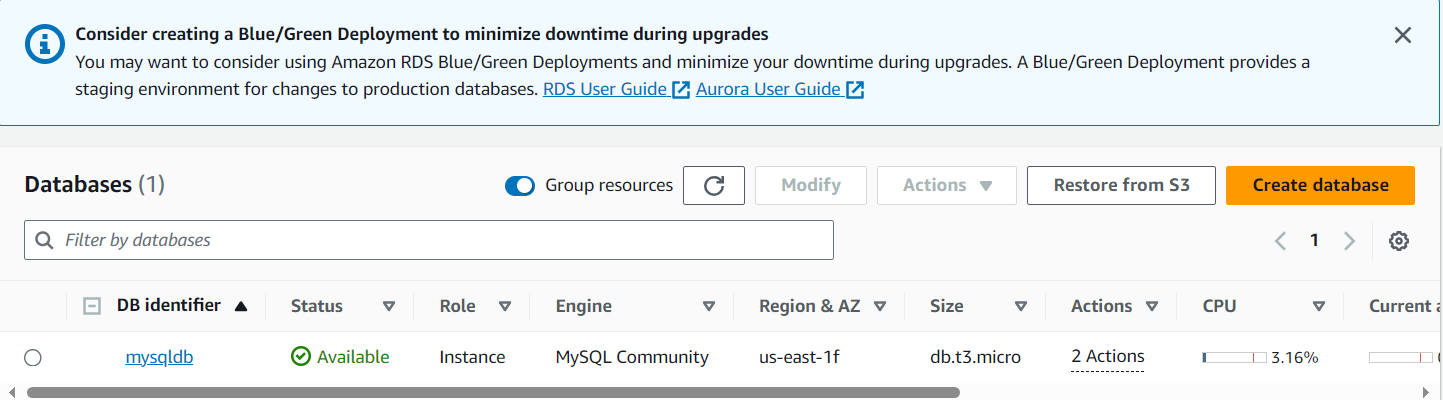 Consider creating a Blue/Green Deployment to minimize downtime during upgrades
You may want to consider using Amazon RDS Blue/Green Deployments and minimize your downtime during upgrades. A Blue/Green Deployment provides a
staging environment for changes to production databases. RDS User Guide Aurora User Guide
Databases (1)
Group resources
Modify
Actions
Restore from S3
Create database
Filter by databases
1
DB identifier Status Role Engine Region & AZ Size Actions CPU Current
mysqldb Available Instance MySQL Community us-east-1f db.t3.micro 2 Actions 3.16%